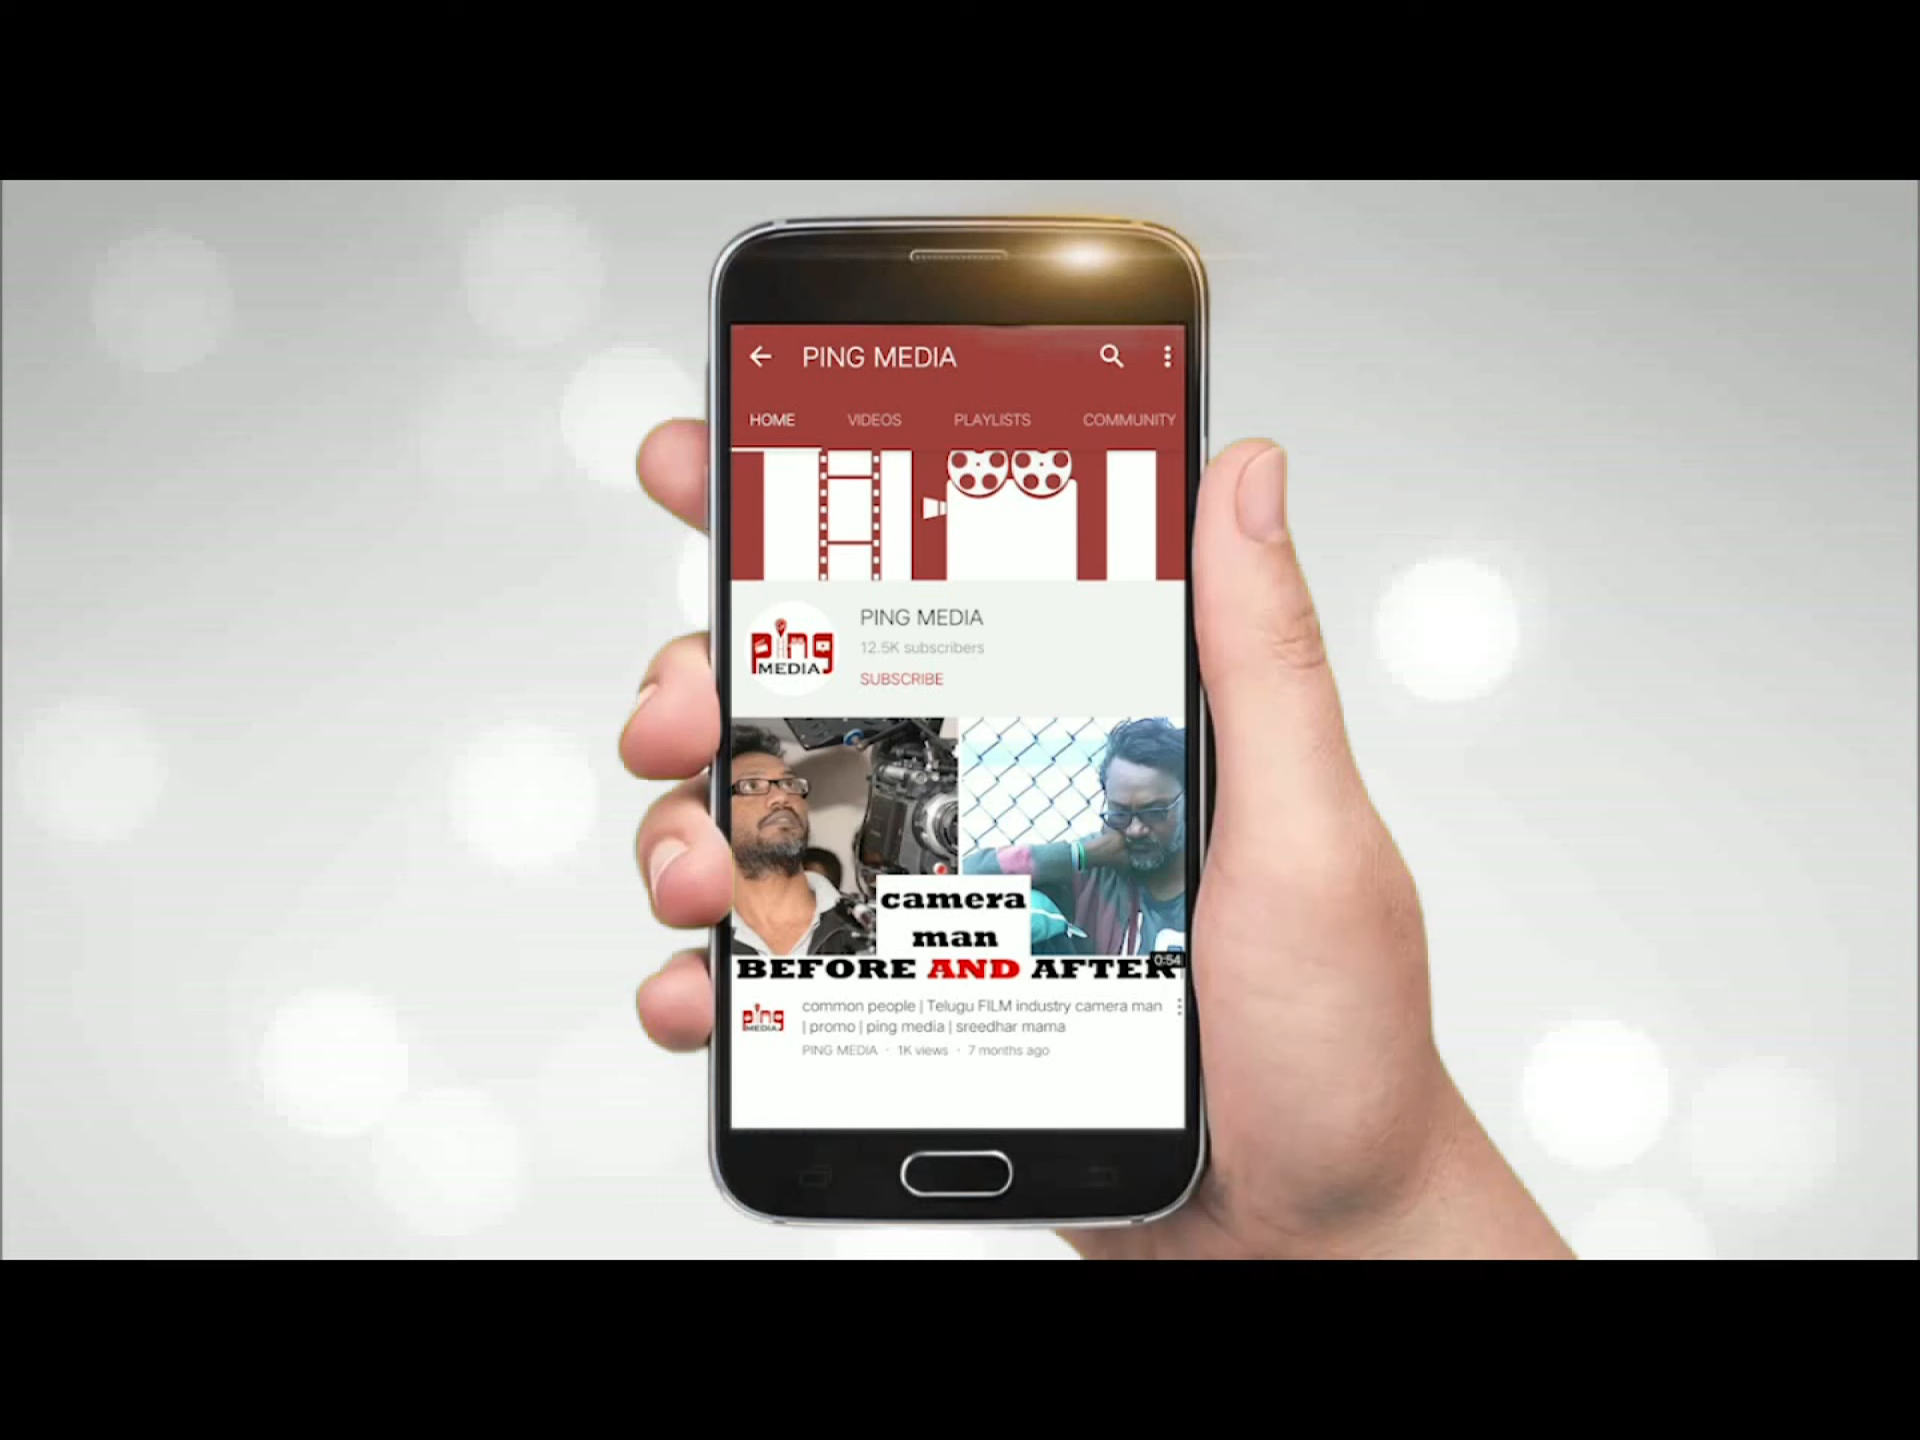 PING MEDIA
HOME VIDEOS PLAYLISTS COMMUNITY
PING MEDIA
12.5K subscribers
SUBSCRIBE
ping
MEDIA
camera
man
BEFORE AND AFTER
0:54
ping
MEDIA
common people | Telugu FILM industry camera man
| promo | ping media | sreedhar mama
PING MEDIA · 1K views · 7 months ago